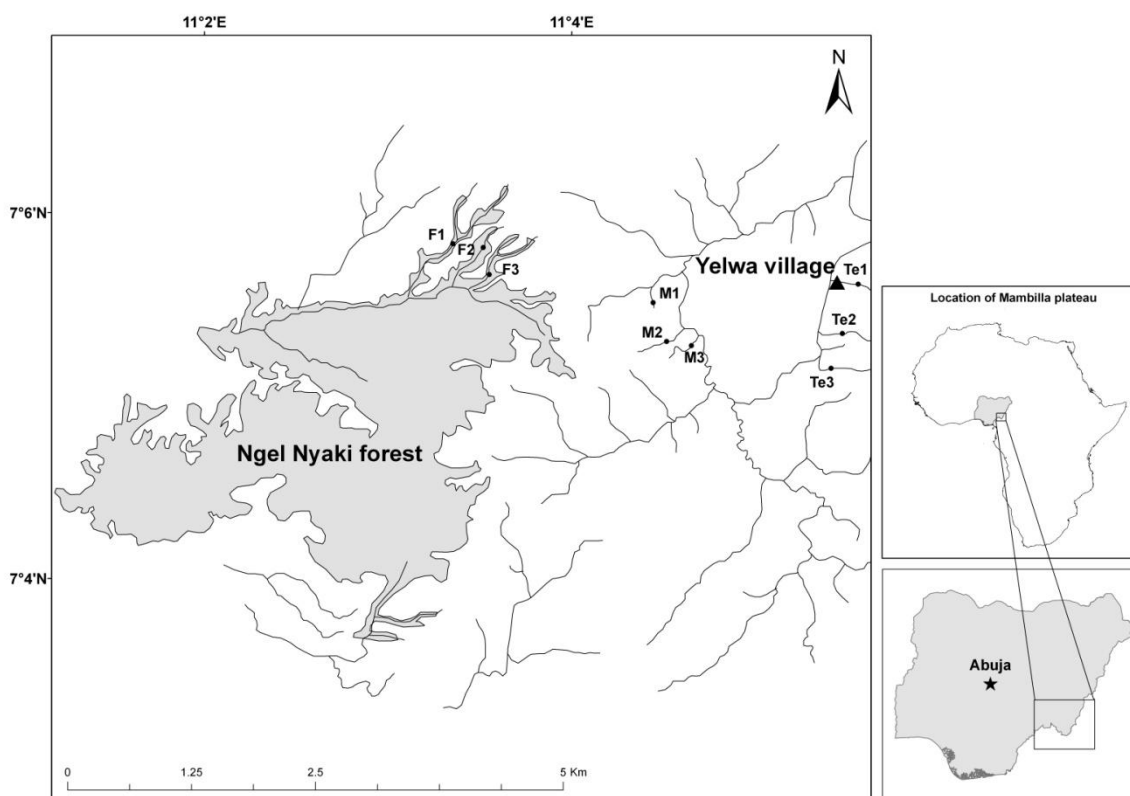 11°2'E
11°4'E
N
7°6'N
F1
F2
F3
Yelwa village
Te1
M1
Te2
M2
M3
Te3
Ngel Nyaki forest
7°4'N
0
1.25
2.5
5 Km
Location of Mambilla plateau
Abuja